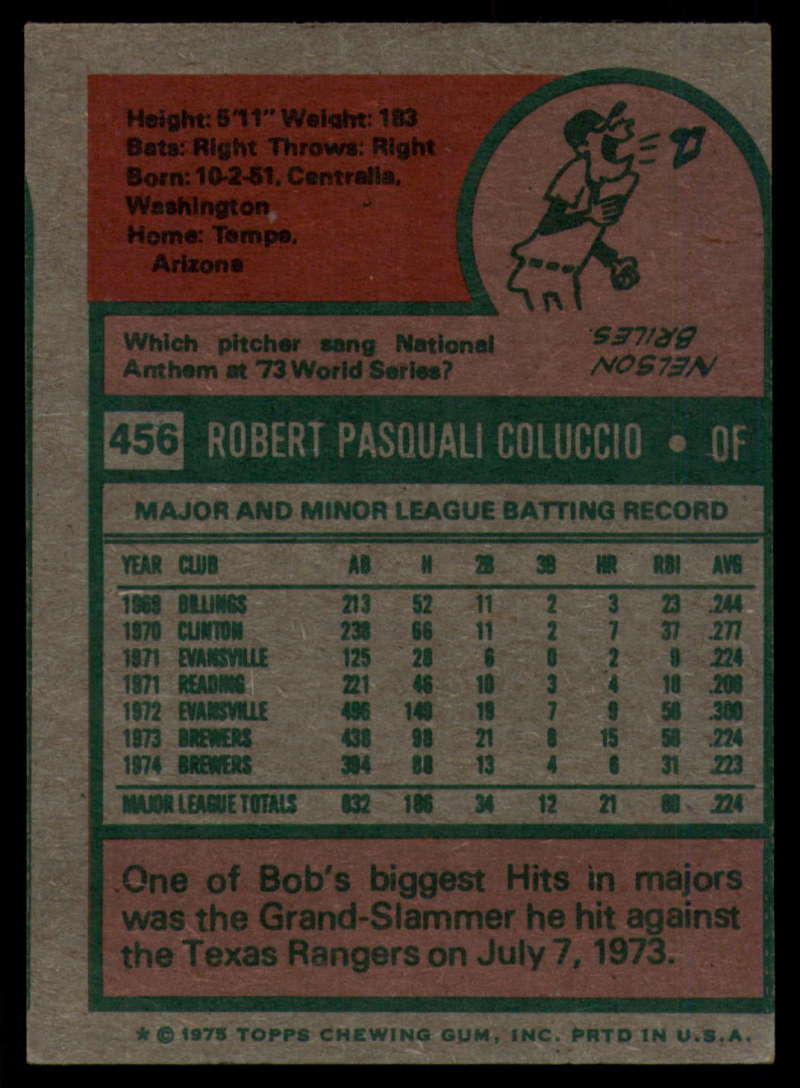 Height: 5'11" Weight: 183
Bats: Right Throws: Right
Born: 10-2-51, Centralia,
Washington
Home: Tempe,
Arizona
Which pitcher sang National
Anthem at '73 World Series?
NELSON
BRILES.
456 ROBERT PASQUALI COLUCCIO • OF
MAJOR AND MINOR LEAGUE BATTING RECORD
YEAR CLUB AB H 2B 3B HR RBI AVG
1969 BILLINGS 213 52 11 2 3 23 .244
1970 CLINTON 238 66 11 2 7 37 .277
1971 EVANSVILLE 125 28 6 0 2 9 .224
1971 READING 221 46 10 3 4 18 .208
1972 EVANSVILLE 496 149 19 7 9 58 .300
1973 BREWERS 438 98 21 8 15 58 .224
1974 BREWERS 394 88 13 4 6 31 .223
MAJOR LEAGUE TOTALS 832 186 34 12 21 89 .224
One of Bob's biggest Hits in majors
was the Grand-Slammer he hit against
the Texas Rangers on July 7, 1973.
* © 1975 TOPPS CHEWING GUM, INC. PRTD IN U.S.A.